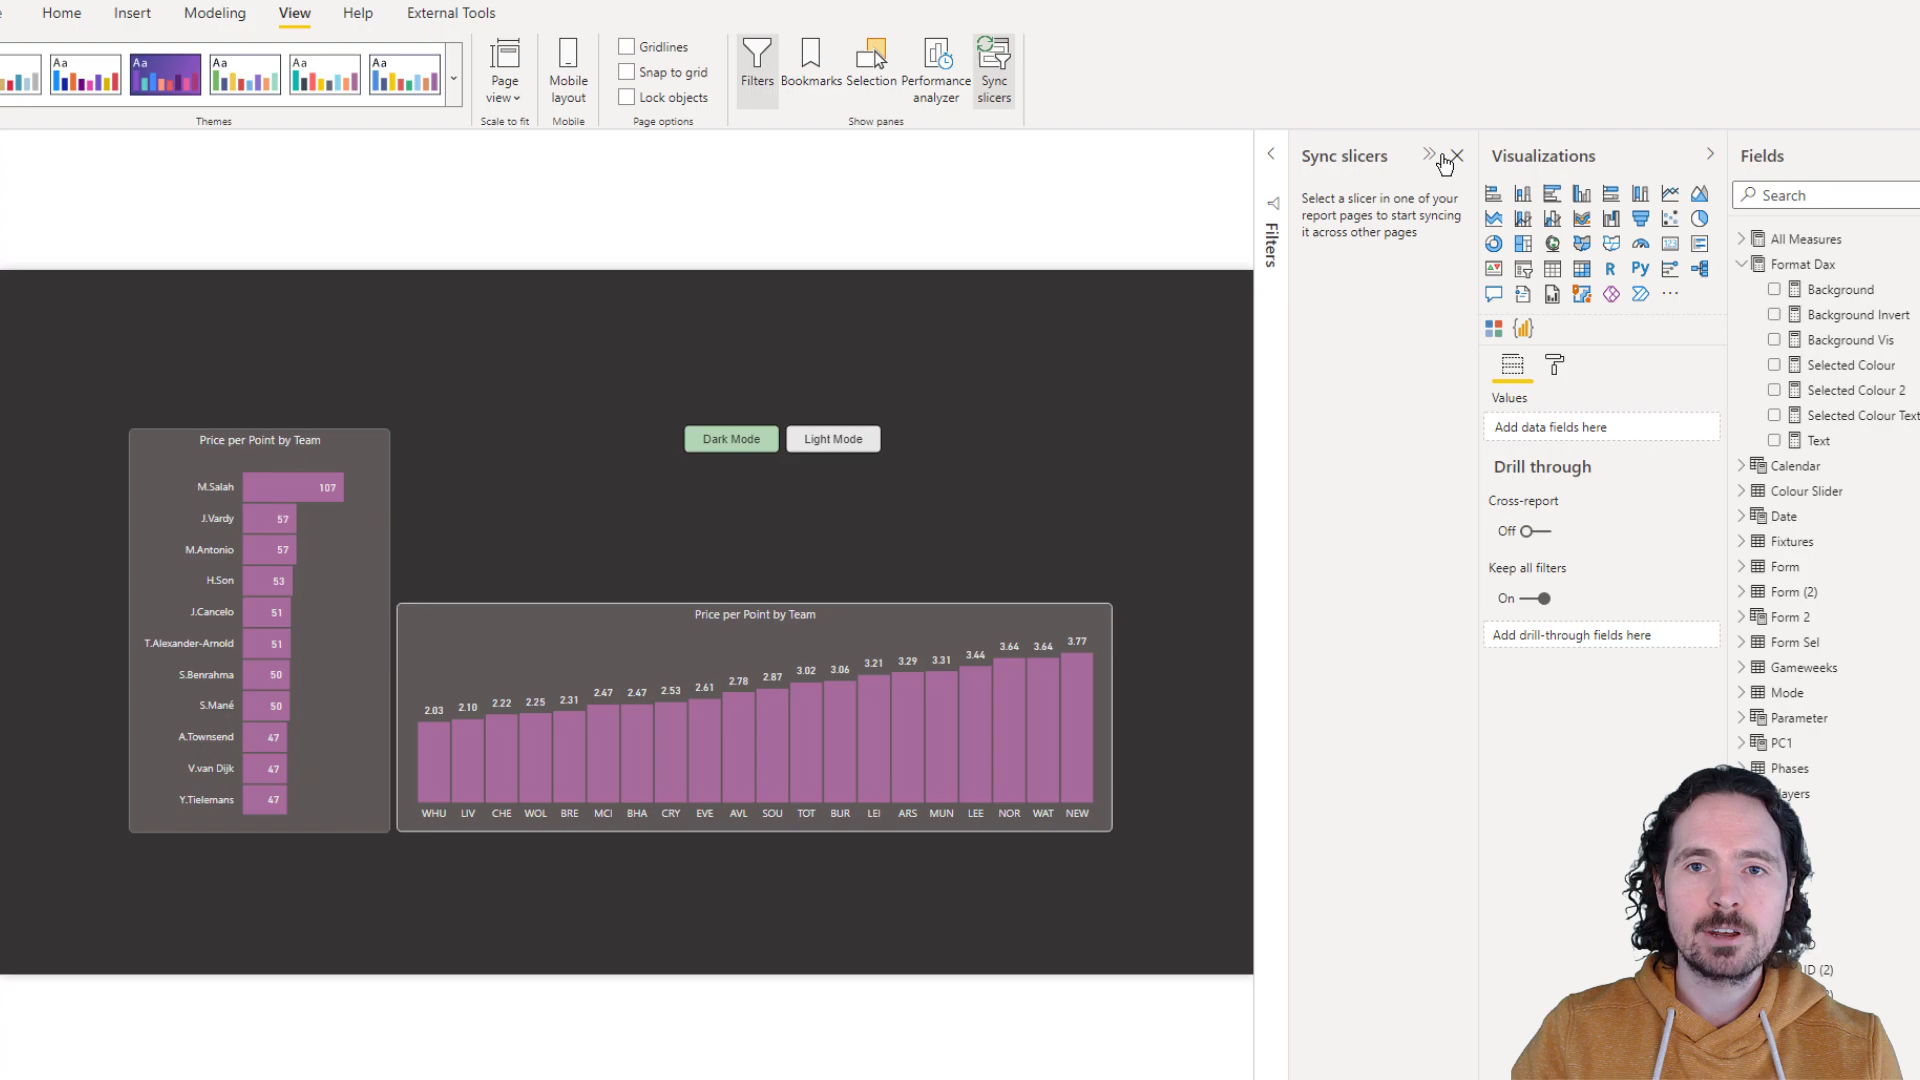 Home
Insert
Modeling
View
Help
External Tools
Aa
Aa
Aa
Aa
Aa
Page
view
Mobile
layout
Gridlines
Snap to grid
Lock objects
Filters
Bookmarks
Selection
Performance
analyzer
Sync
slicers
Themes
Scale to fit
Mobile
Page options
Show panes
Sync slicers
Select a slicer in one of your
report pages to start syncing
it across other pages
Filters
Visualizations
123
R
Py
Values
Add data fields here
Drill through
Cross-report
Off
Keep all filters
On
Add drill-through fields here
Fields
Search
All Measures
Format Dax
Background
Background Invert
Background Vis
Selected Colour
Selected Colour 2
Selected Colour Text
Text
Calendar
Colour Slider
Date
Fixtures
Form
Form (2)
Form 2
Form Sel
Gameweeks
Mode
Parameter
PC1
Phases
ayers
ID (2)
Dark Mode
Light Mode
Price per Point by Team
M.Salah 107
J.Vardy 57
M.Antonio 57
H.Son 53
J.Cancelo 51
T.Alexander-Arnold 51
S.Benrahma 50
S.Mané 50
A.Townsend 47
V.van Dijk 47
Y.Tielemans 47
Price per Point by Team
2.03 2.10 2.22 2.25 2.31 2.47 2.47 2.53 2.61 2.78 2.87 3.02 3.06 3.21 3.29 3.31 3.44 3.64 3.64 3.77
WHU LIV CHE WOL BRE MCI BHA CRY EVE AVL SOU TOT BUR LEI ARS MUN LEE NOR WAT NEW